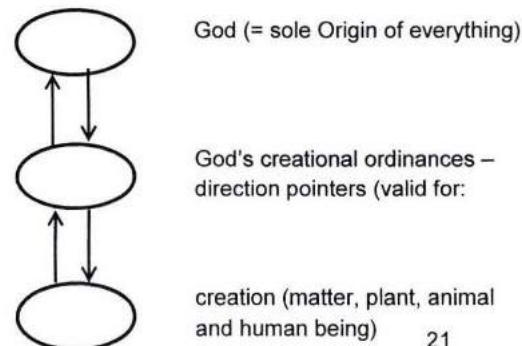 God (= sole Origin of everything)
God's creational ordinances –
direction pointers (valid for:
creation (matter, plant, animal
and human being)
21